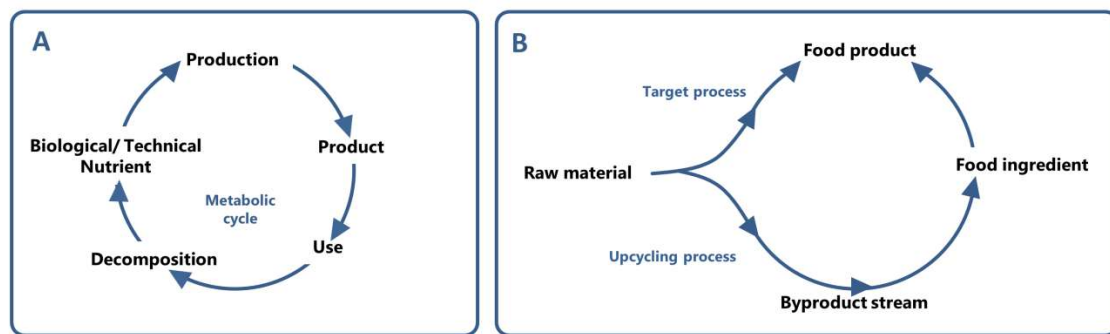 A
Production
Product
Use
Decomposition
Biological/ Technical
Nutrient
Metabolic
cycle
B
Food product
Target process
Raw material
Food ingredient
Upcycling process
Byproduct stream